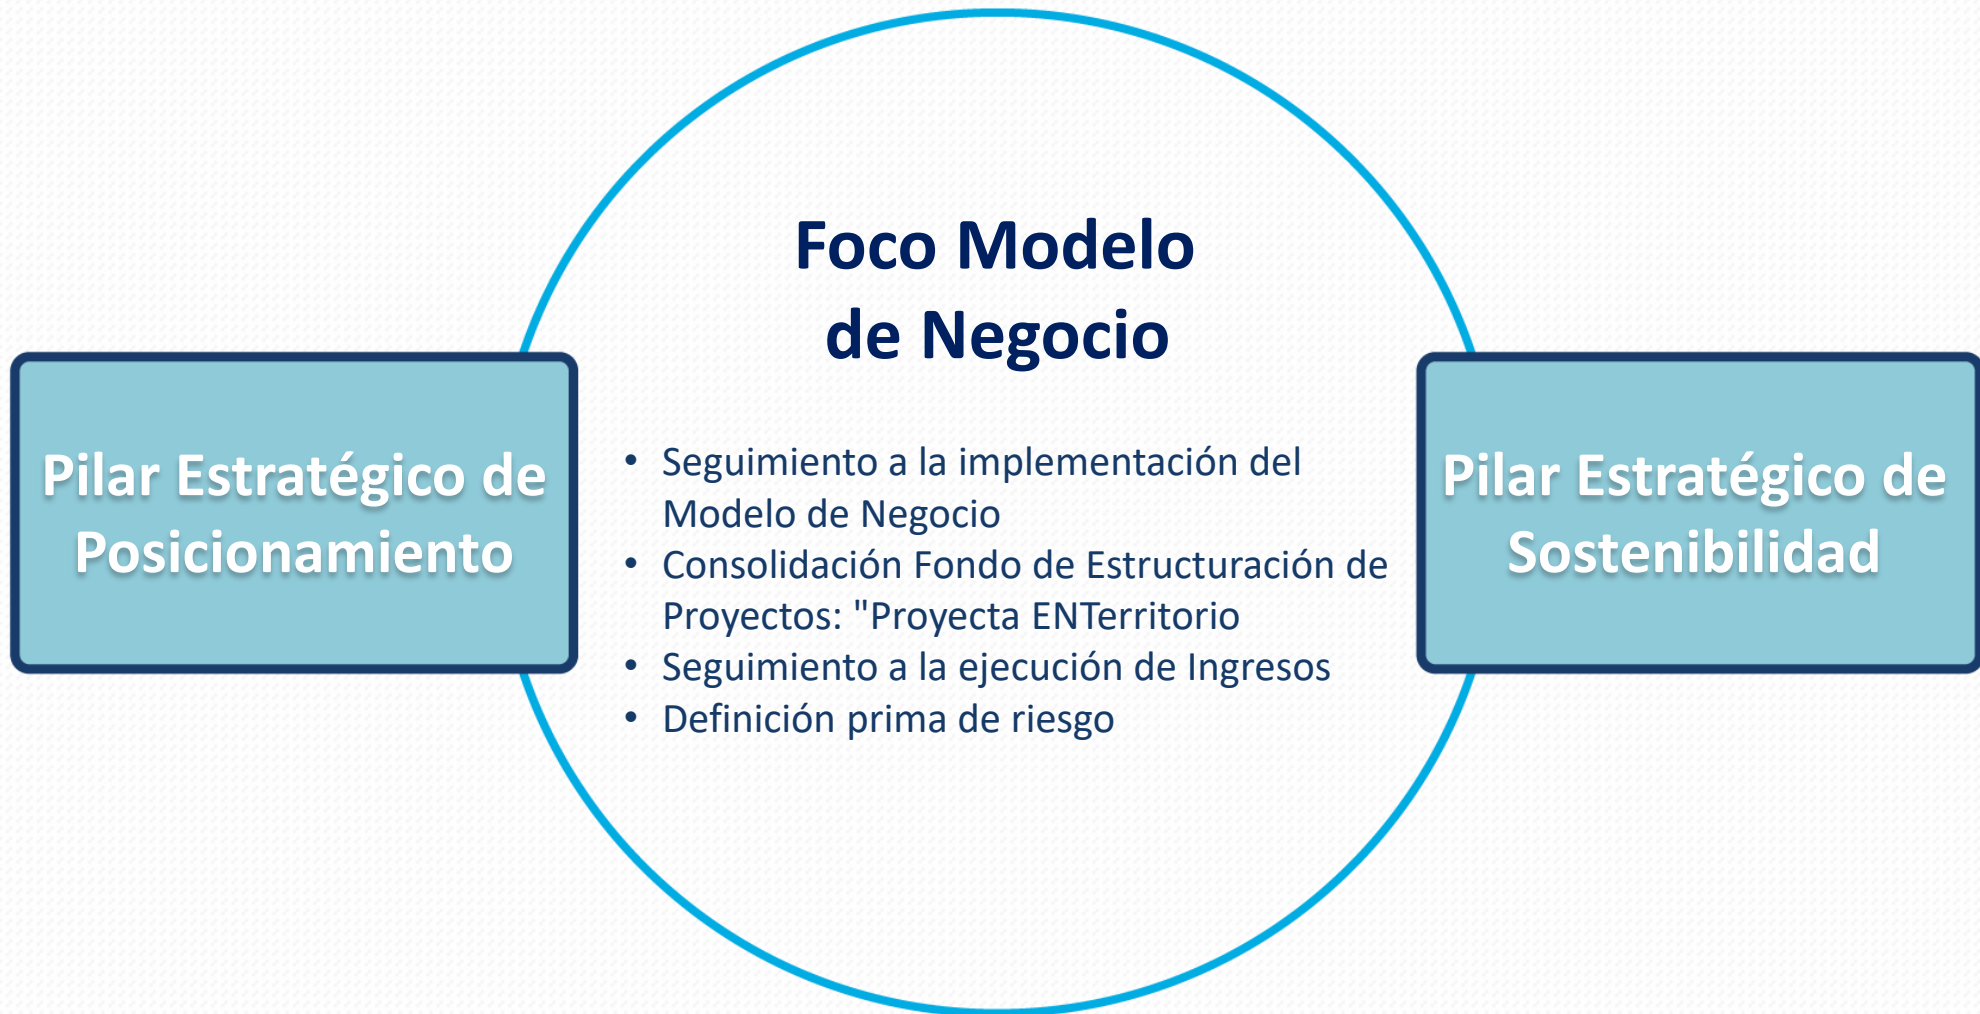 Foco Modelo
de Negocio
Pilar Estratégico de
Posicionamiento
• Seguimiento a la implementación del
Modelo de Negocio
• Consolidación Fondo de Estructuración de
Proyectos: "Proyecta ENTerritorio
• Seguimiento a la ejecución de Ingresos
• Definición prima de riesgo
Pilar Estratégico de
Sostenibilidad